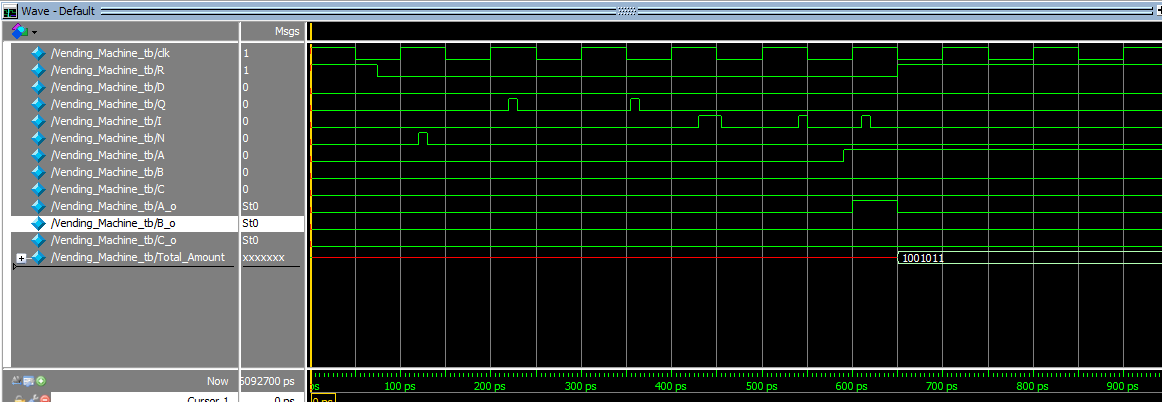 Wave - Default
Msgs
/Vending_Machine_tb/clk 1
/Vending_Machine_tb/R 1
/Vending_Machine_tb/D 0
/Vending_Machine_tb/Q 0
/Vending_Machine_tb/I 0
/Vending_Machine_tb/N 0
/Vending_Machine_tb/A 0
/Vending_Machine_tb/B 0
/Vending_Machine_tb/C 0
/Vending_Machine_tb/A_o St0
/Vending_Machine_tb/B_o St0
/Vending_Machine_tb/C_o St0
/Vending_Machine_tb/Total_Amount xxxxxxx 1001011
Now 5092700 ps ps 100 ps 200 ps 300 ps 400 ps 500 ps 600 ps 700 ps 800 ps 900 ps
Cursor 1 0 ps 0 ps